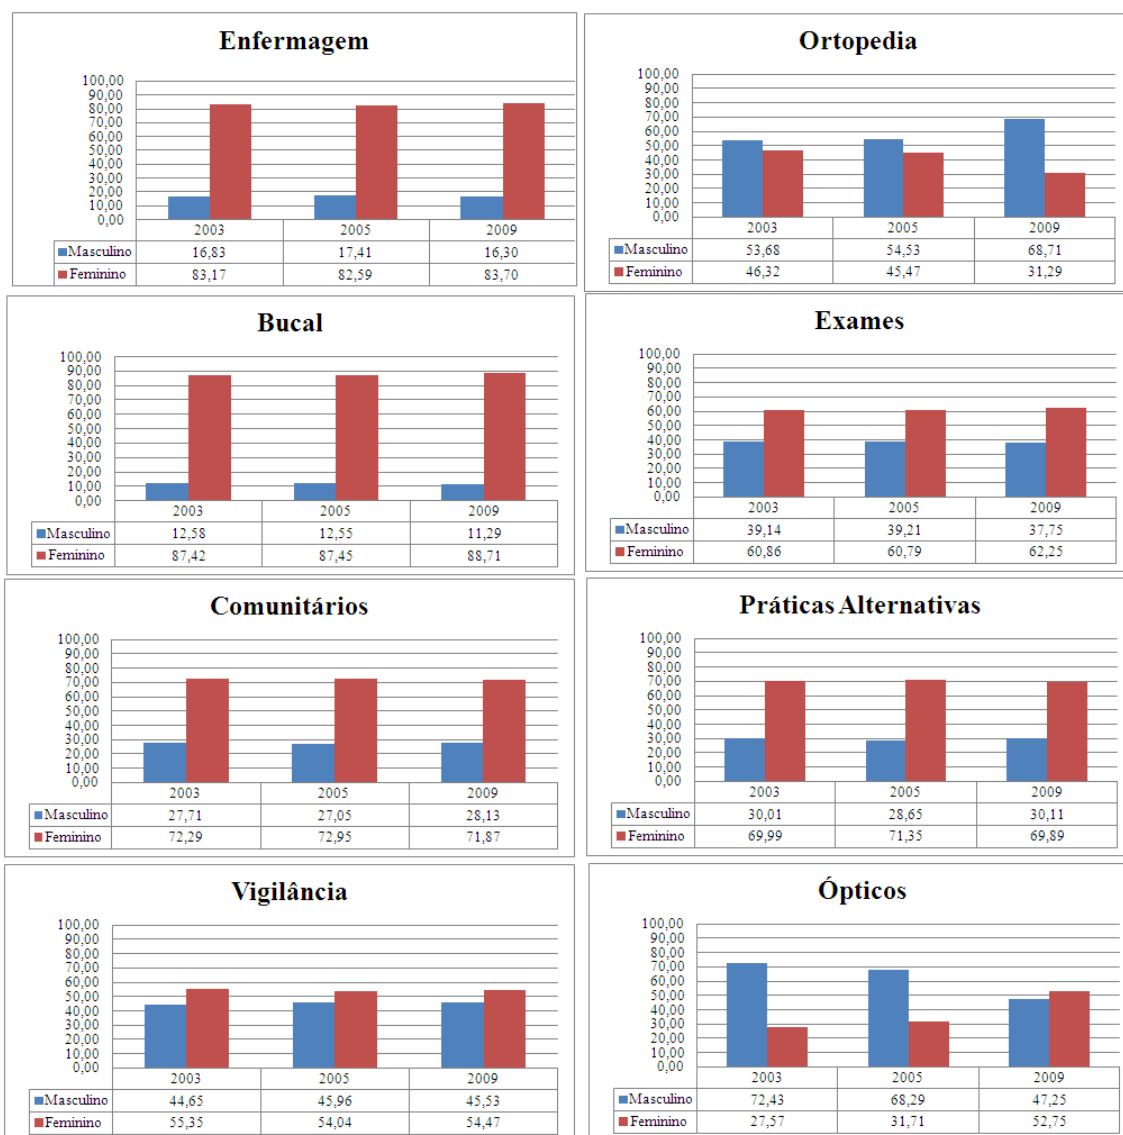 Enfermagem
100,00
90,00
80,00
70,00
60,00
50,00
40,00
30,00
20,00
10,00
0,00
2003 2005 2009
Masculino 16,83 17,41 16,30
Feminino 83,17 82,59 83,70
Ortopedia
100,00
90,00
80,00
70,00
60,00
50,00
40,00
30,00
20,00
10,00
0,00
2003 2005 2009
Masculino 53,68 54,53 68,71
Feminino 46,32 45,47 31,29
Bucal
100,00
90,00
80,00
70,00
60,00
50,00
40,00
30,00
20,00
10,00
0,00
2003 2005 2009
Masculino 12,58 12,55 11,29
Feminino 87,42 87,45 88,71
Exames
100,00
90,00
80,00
70,00
60,00
50,00
40,00
30,00
20,00
10,00
0,00
2003 2005 2009
Masculino 39,14 39,21 37,75
Feminino 60,86 60,79 62,25
Comunitários
100,00
90,00
80,00
70,00
60,00
50,00
40,00
30,00
20,00
10,00
0,00
2003 2005 2009
Masculino 27,71 27,05 28,13
Feminino 72,29 72,95 71,87
Práticas Alternativas
100,00
90,00
80,00
70,00
60,00
50,00
40,00
30,00
20,00
10,00
0,00
2003 2005 2009
Masculino 30,01 28,65 30,11
Feminino 69,99 71,35 69,89
Vigilância
100,00
90,00
80,00
70,00
60,00
50,00
40,00
30,00
20,00
10,00
0,00
2003 2005 2009
Masculino 44,65 45,96 45,53
Feminino 55,35 54,04 54,47
Ópticos
100,00
90,00
80,00
70,00
60,00
50,00
40,00
30,00
20,00
10,00
0,00
2003 2005 2009
Masculino 72,43 68,29 47,25
Feminino 27,57 31,71 52,75